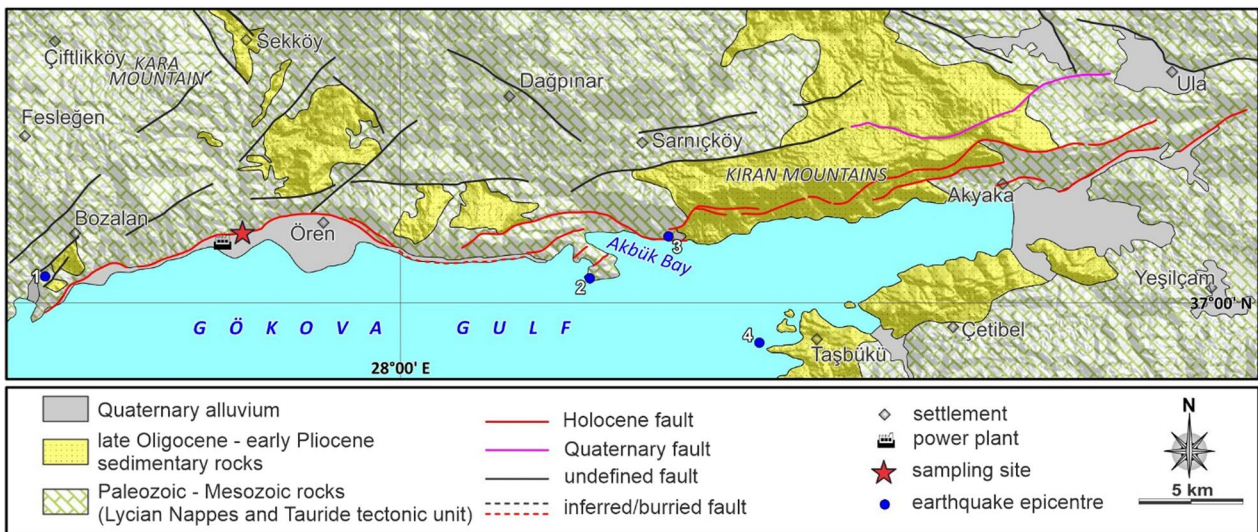 Çiftlikköy
KARA
MOUNTAIN
Sekköy
Dağpınar
Ula
Fesleğen
Sarnıçköy
KIRAN MOUNTAINS
Akyaka
Bozalan
Ören
Akbük Bay
1
2
3
4
Yeşilçam
37°00' N
GÖKOVA GULF
Çetibel
Taşbükü
28°00' E
Quaternary alluvium
late Oligocene - early Pliocene
sedimentary rocks
Paleozoic - Mesozoic rocks
(Lycian Nappes and Tauride tectonic unit)
Holocene fault
Quaternary fault
undefined fault
inferred/burried fault
settlement
power plant
sampling site
earthquake epicentre
N
5 km